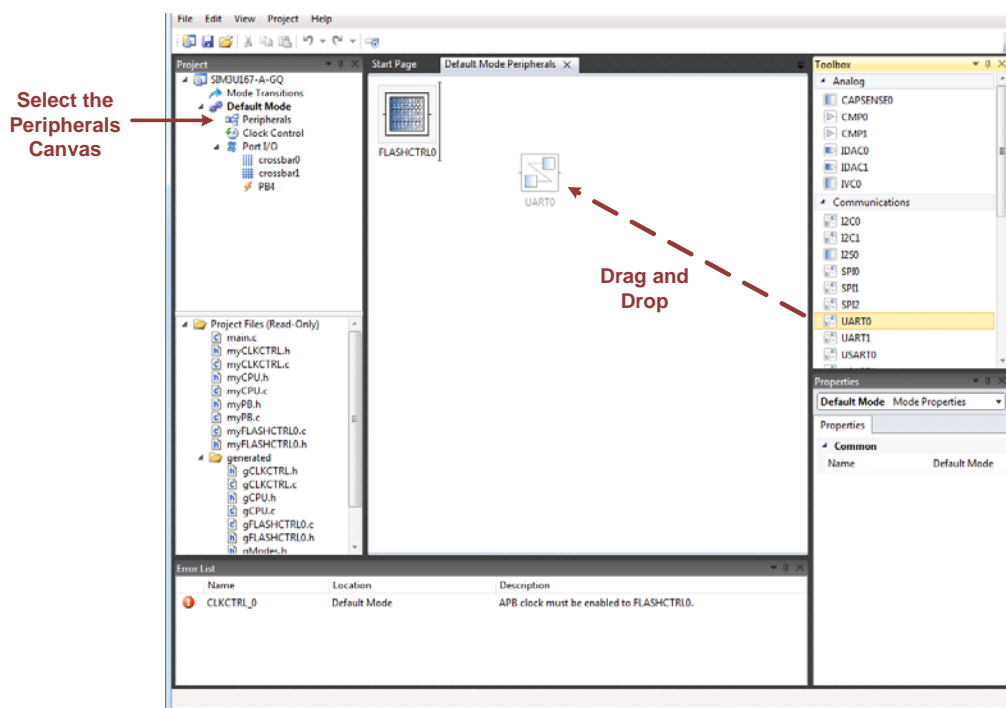 File Edit View Project Help
Project
SIM3U167-A-GQ
Mode Transitions
Default Mode
Peripherals
Clock Control
Port I/O
crossbar0
crossbar1
PB4
Select the
Peripherals
Canvas
Start Page Default Mode Peripherals
FLASHCTRL0
UART0
Drag and
Drop
Toolbox
Analog
CAPSENSE0
CMP0
CMP1
IDAC0
IDAC1
IVC0
Communications
I2C0
I2C1
I2S0
SPI0
SPI1
SPI2
UART0
UART1
USART0
Project Files (Read-Only)
main.c
myCLKCTRL.h
myCLKCTRL.c
myCPU.h
myCPU.c
myPB.h
myPB.c
myFLASHCTRL0.c
myFLASHCTRL0.h
generated
gCLKCTRL.h
gCLKCTRL.c
gCPU.h
gCPU.c
gFLASHCTRL0.c
gFLASHCTRL0.h
gModes.h
Properties
Default Mode Mode Properties
Properties
Common
Name Default Mode
Error List
Name Location Description
CLKCTRL_0 Default Mode APB clock must be enabled to FLASHCTRL0.